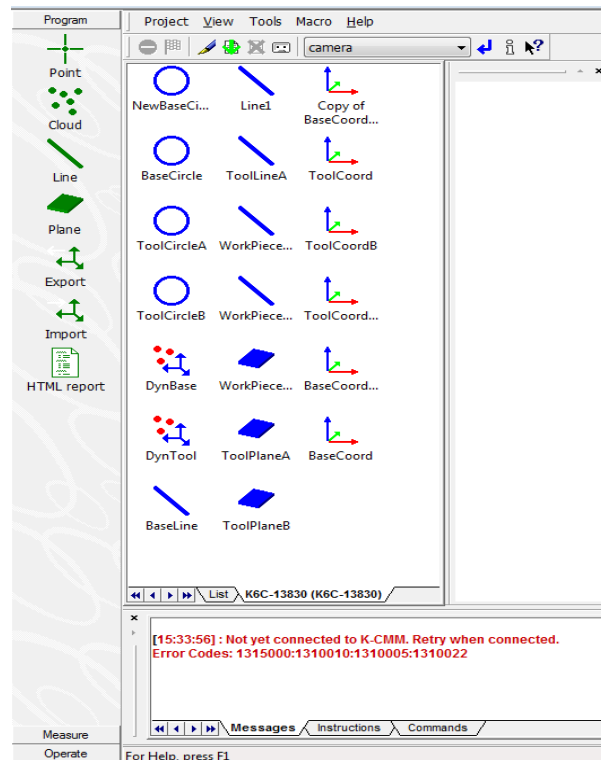 Program
Project View Tools Macro Help
camera
Point
Cloud
Line
Plane
Export
Import
HTML report
NewBaseCi... Line1 Copy of BaseCoord...
BaseCircle ToolLineA ToolCoord
ToolCircleA WorkPiece... ToolCoordB
ToolCircleB WorkPiece... ToolCoord...
DynBase WorkPiece... BaseCoord...
DynTool ToolPlaneA BaseCoord
BaseLine ToolPlaneB
List K6C-13830 (K6C-13830)
[15:33:56] : Not yet connected to K-CMM. Retry when connected.
Error Codes: 1315000:1310010:1310005:1310022
Messages Instructions Commands
Measure
Operate
For Help, press F1